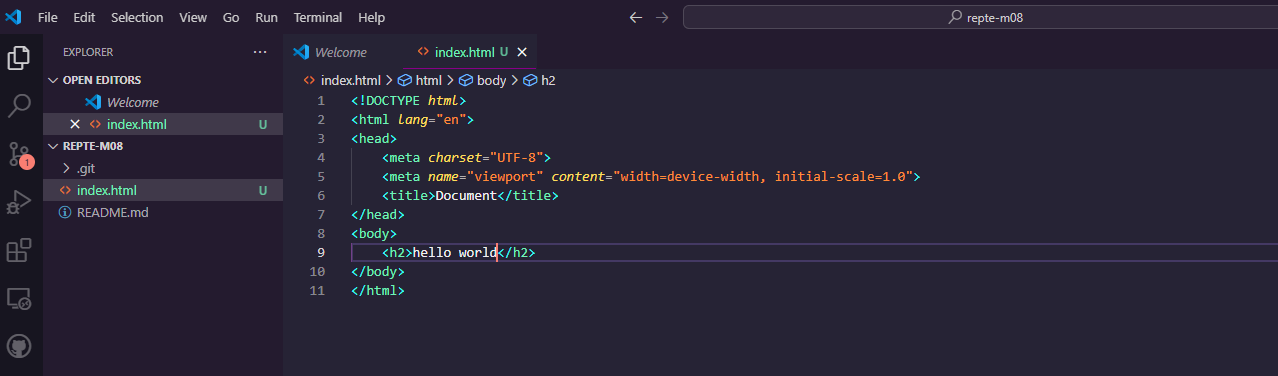 File Edit Selection View Go Run Terminal Help repte-m08
EXPLORER ···
Welcome index.html U
OPEN EDITORS
Welcome
index.html U
REPTE-M08
.git
index.html U
README.md
1
index.html > html > body > h2
1 <!DOCTYPE html>
2 <html lang="en">
3 <head>
4 <meta charset="UTF-8">
5 <meta name="viewport" content="width=device-width, initial-scale=1.0">
6 <title>Document</title>
7 </head>
8 <body>
9 <h2>hello world</h2>
10 </body>
11 </html>